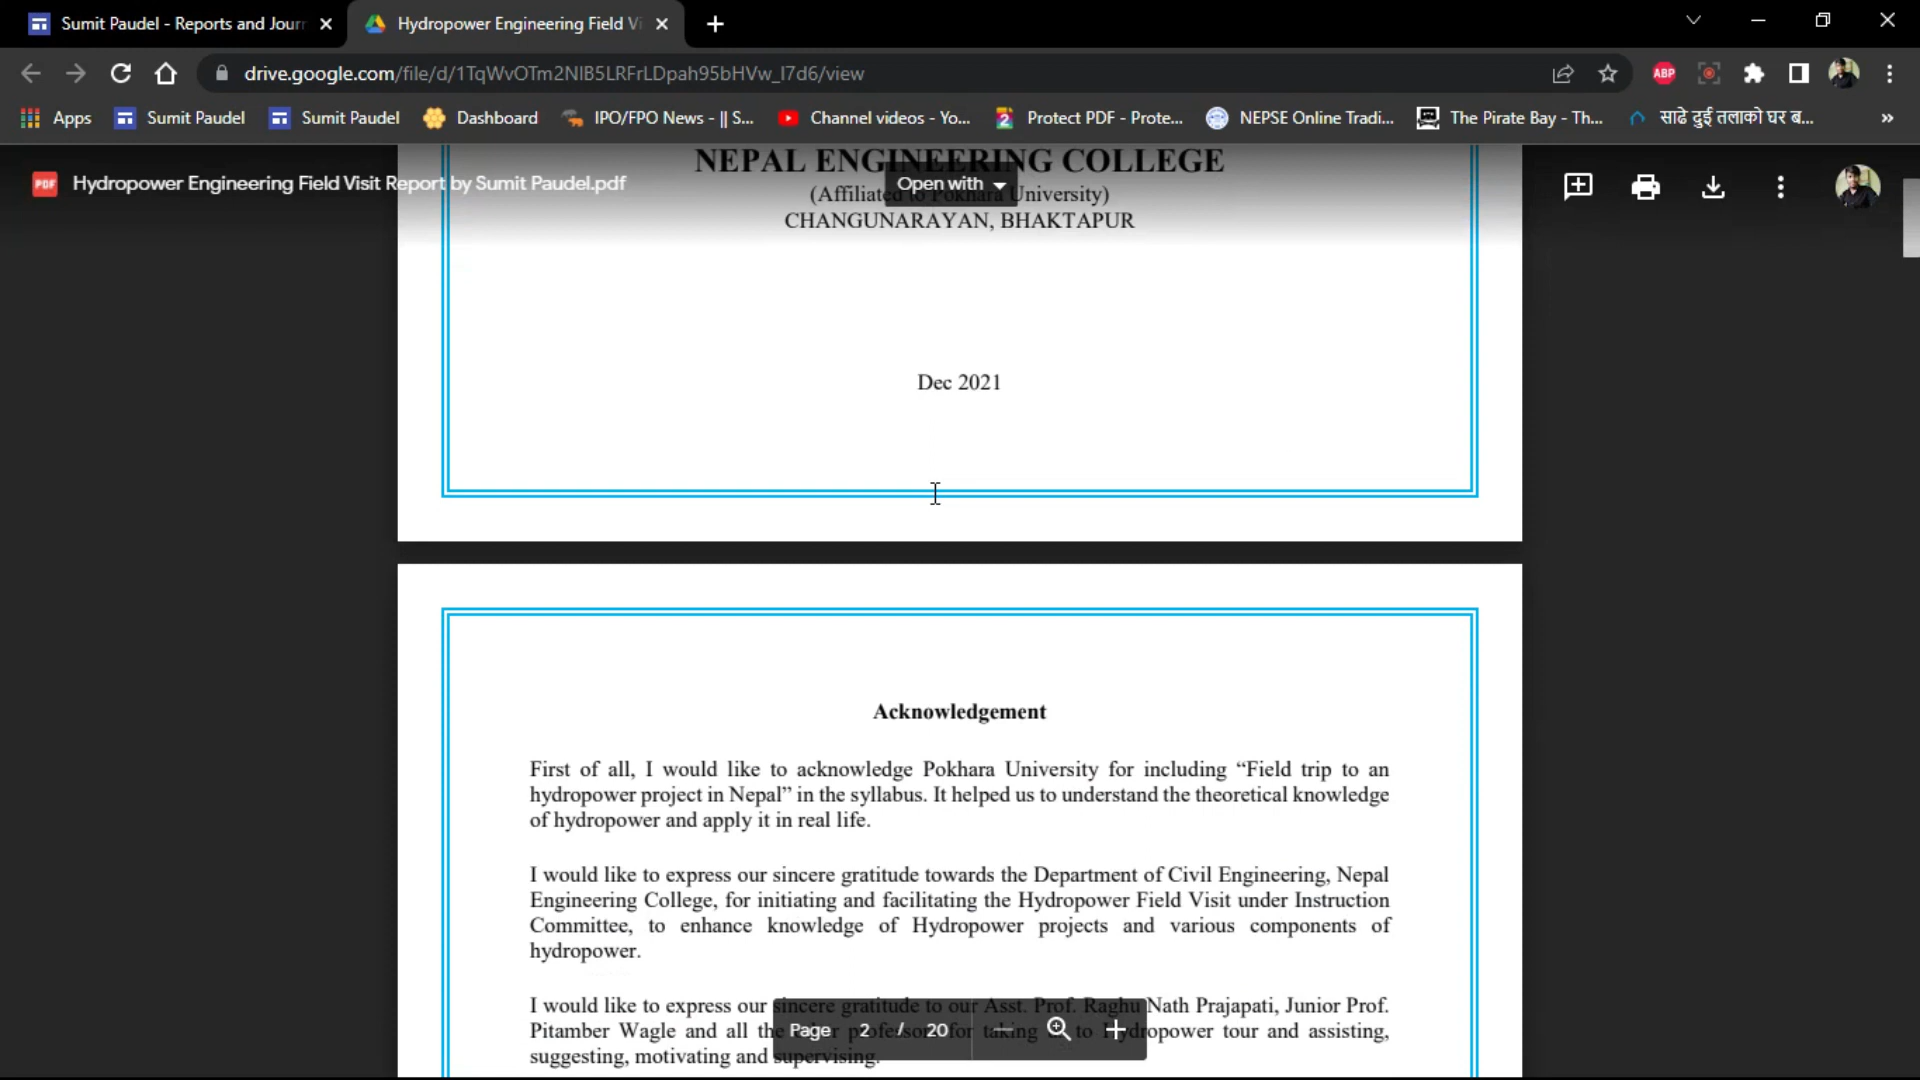 Sumit Paudel - Reports and Jour
Hydropower Engineering Field Vi
drive.google.com/file/d/1TqWvOTm2NIB5LRFrLDpah95bHVw_I7d6/view
ABP
Apps
Sumit Paudel
Sumit Paudel
Dashboard
IPO/FPO News - || S...
Channel videos - Yo...
Protect PDF - Prote...
NEPSE Online Tradi...
The Pirate Bay - Th...
साढे दुई तलाको घर ब...
»
PDF
Hydropower Engineering Field Visit Report by Sumit Paudel.pdf
Open with
NEPAL ENGINEERING COLLEGE
(Affiliated to Pokhara University)
CHANGUNARAYAN, BHAKTAPUR
Dec 2021
Acknowledgement
First of all, I would like to acknowledge Pokhara University for including “Field trip to an
hydropower project in Nepal” in the syllabus. It helped us to understand the theoretical knowledge
of hydropower and apply it in real life.
I would like to express our sincere gratitude towards the Department of Civil Engineering, Nepal
Engineering College, for initiating and facilitating the Hydropower Field Visit under Instruction
Committee, to enhance knowledge of Hydropower projects and various components of
hydropower.
I would like to express our sincere gratitude to our Asst. Prof. Raghu Nath Prajapati, Junior Prof.
Pitamber Wagle and all the other professors for taking us to Hydropower tour and assisting,
suggesting, motivating and supervising.
Page 2 / 20